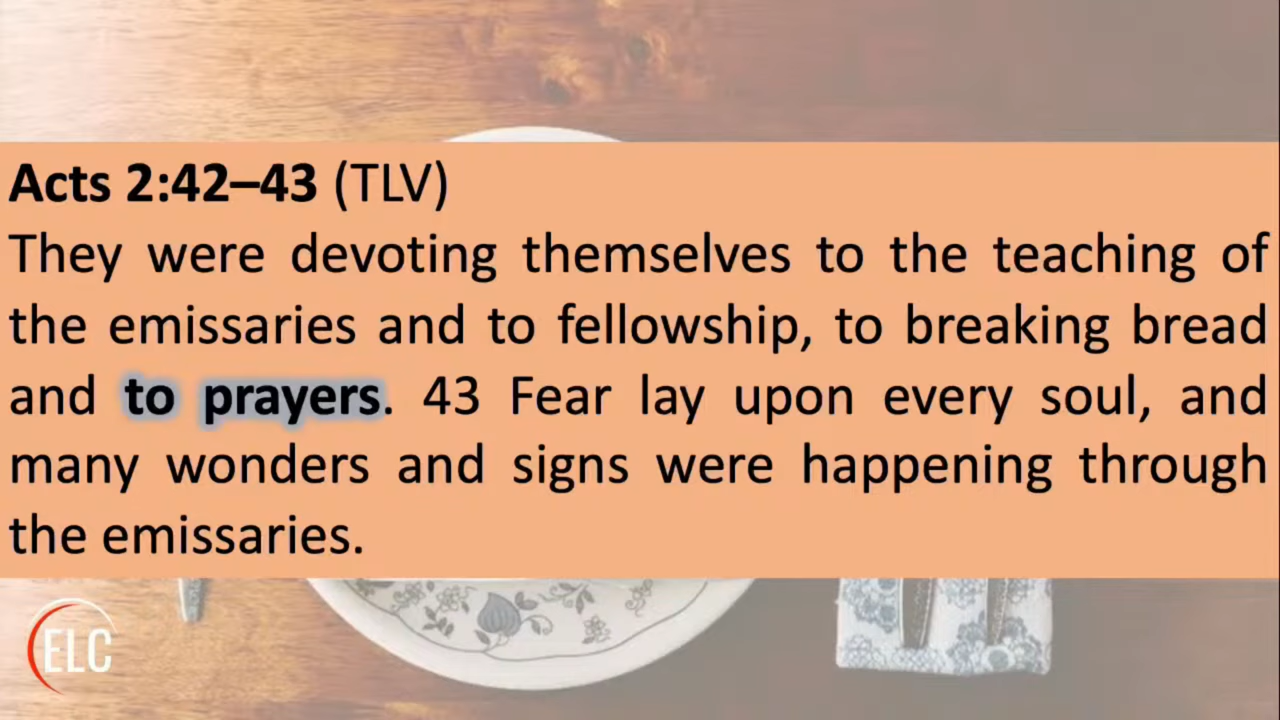 Acts 2:42–43 (TLV)
They were devoting themselves to the teaching of
the emissaries and to fellowship, to breaking bread
and to prayers. 43 Fear lay upon every soul, and
many wonders and signs were happening through
the emissaries.
ELC